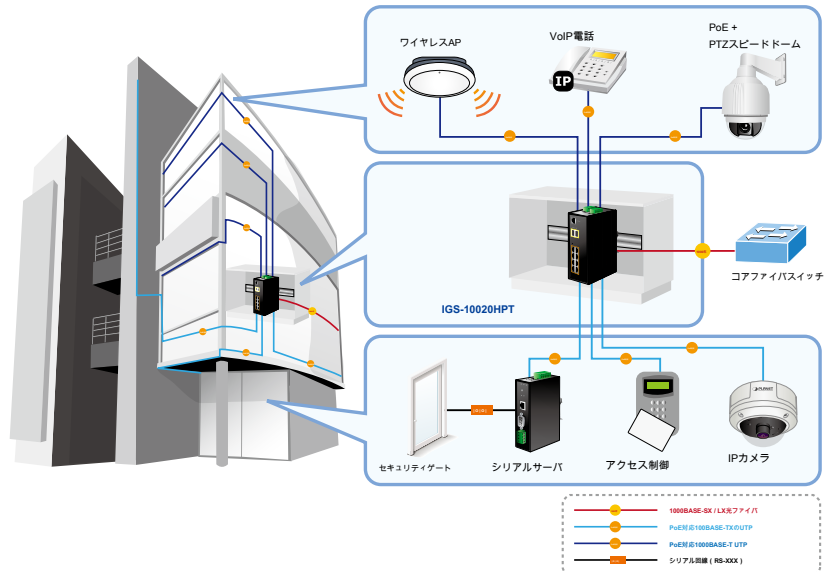 ワイヤレスAP
VoIP電話
PoE +
PTZスピードドーム
IP
コアファイバスイッチ
IGS-10020HPT
セキュリティゲート
シリアルサーバ
アクセス制御
IPカメラ
PLANET
1000BASE-SX / LX光ファイバ
PoE対応100BASE-TXのUTP
PoE対応1000BASE-T UTP
シリアル回線 ( RS-XXX )